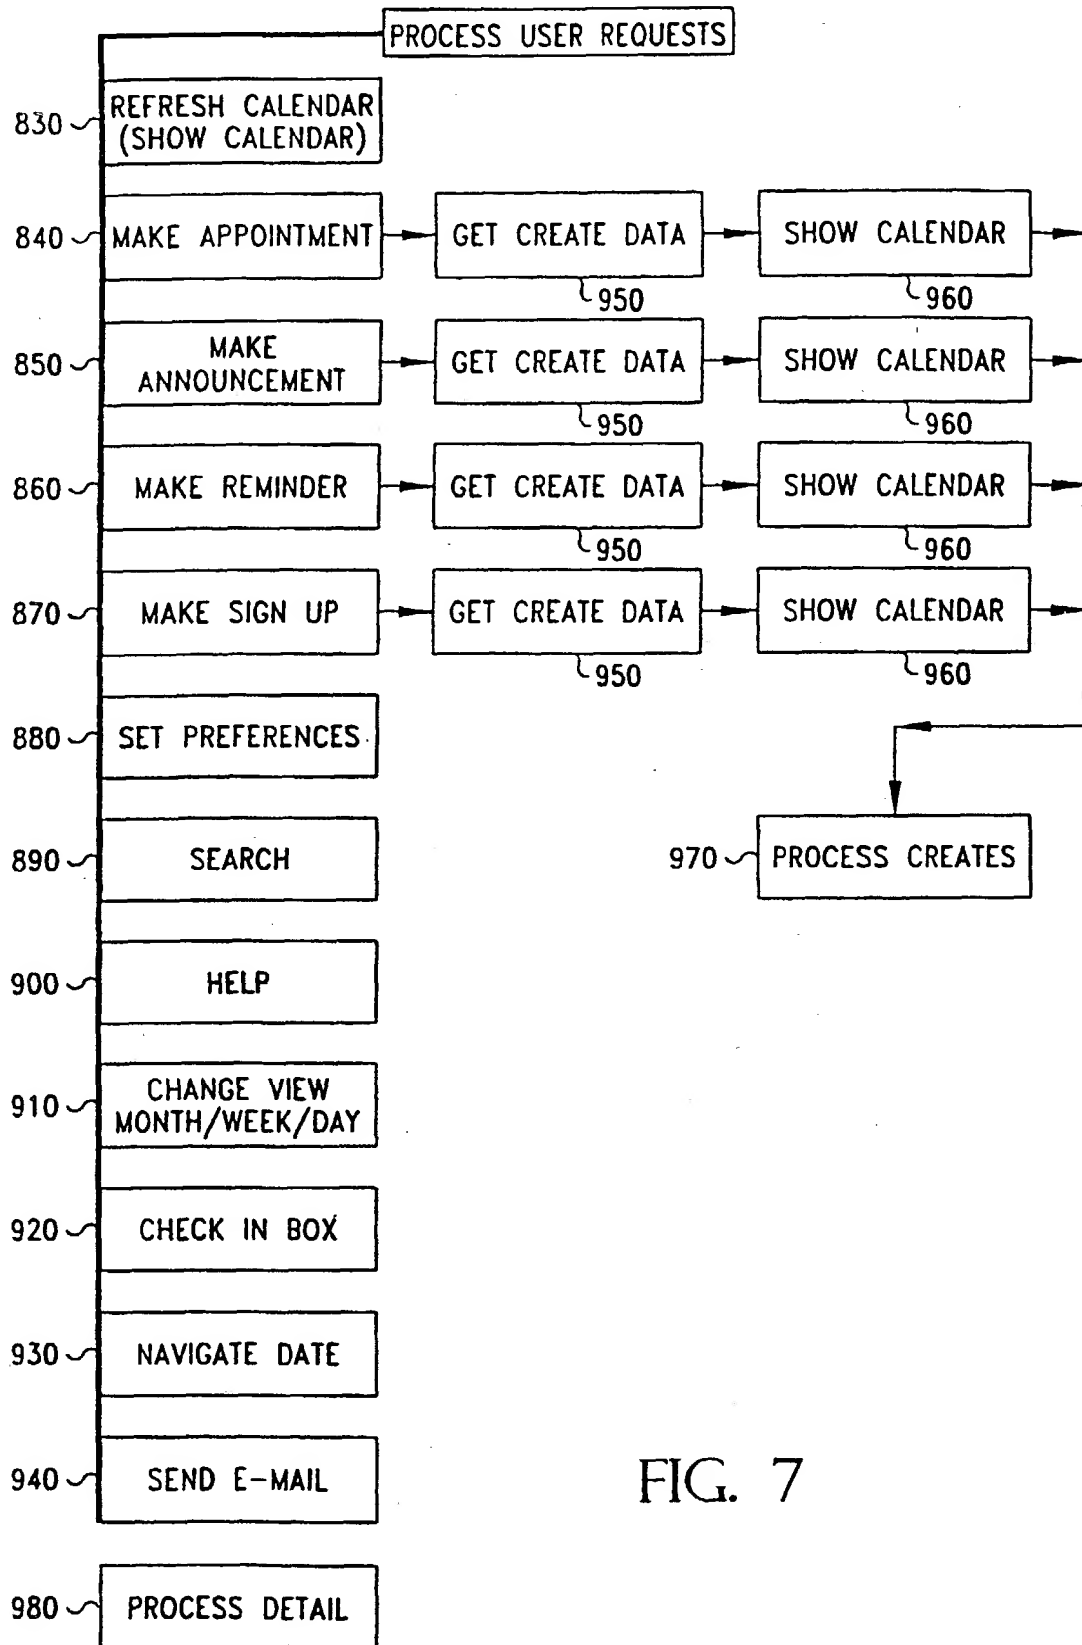 PROCESS USER REQUESTS
830
REFRESH CALENDAR
(SHOW CALENDAR)
840
MAKE APPOINTMENT
GET CREATE DATA
SHOW CALENDAR
950
960
850
MAKE
ANNOUNCEMENT
GET CREATE DATA
SHOW CALENDAR
950
960
860
MAKE REMINDER
GET CREATE DATA
SHOW CALENDAR
950
960
870
MAKE SIGN UP
GET CREATE DATA
SHOW CALENDAR
950
960
880
SET PREFERENCES
890
SEARCH
970
PROCESS CREATES
900
HELP
910
CHANGE VIEW
MONTH/WEEK/DAY
920
CHECK IN BOX
930
NAVIGATE DATE
940
SEND E-MAIL
FIG. 7
980
PROCESS DETAIL